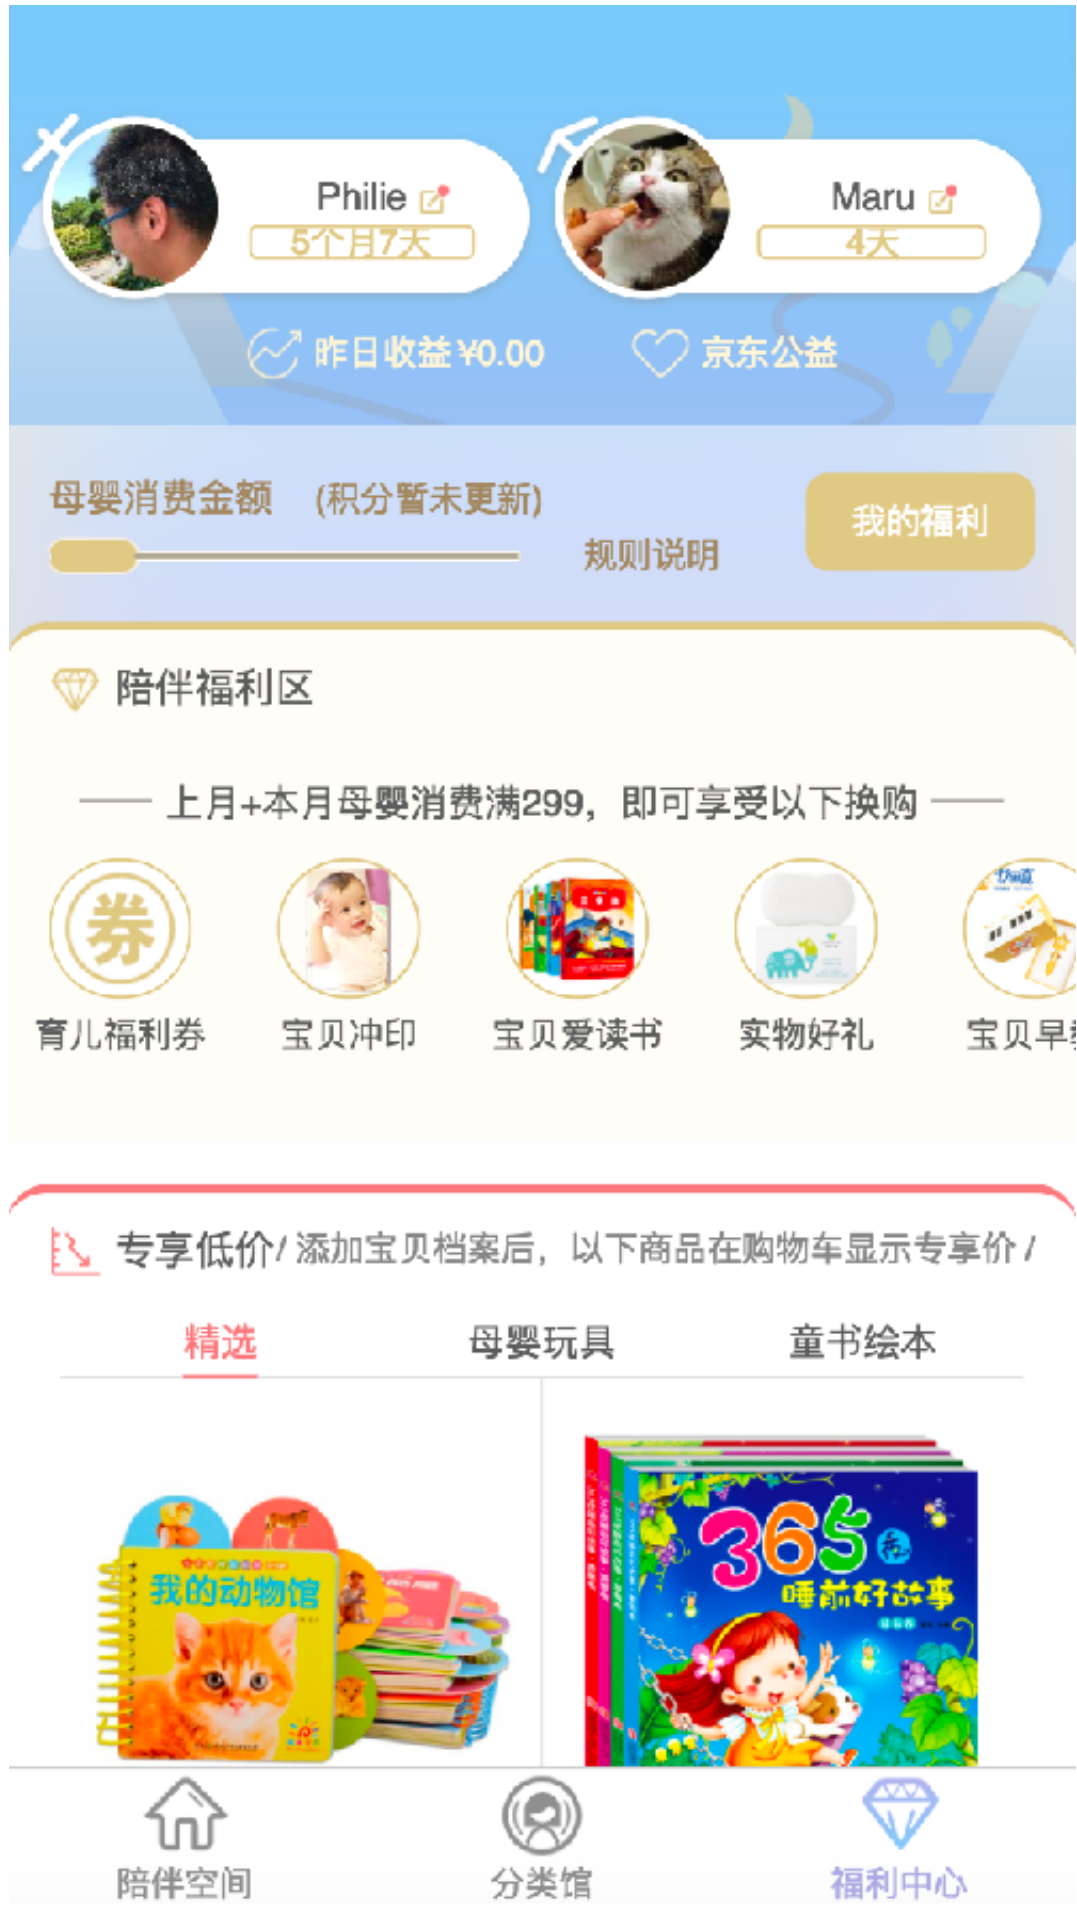 Philie
5个月7天
Maru
4天
昨日收益 ¥0.00
京东公益
母婴消费金额 (积分暂未更新)
规则说明
我的福利
陪伴福利区
上月+本月母婴消费满299，即可享受以下换购
券
育儿福利券
宝贝冲印
宝贝爱读书
实物好礼
宝贝早
专享低价/ 添加宝贝档案后，以下商品在购物车显示专享价 /
精选
母婴玩具
童书绘本
我的动物馆
365夜
睡前好故事
陪伴空间
分类馆
福利中心